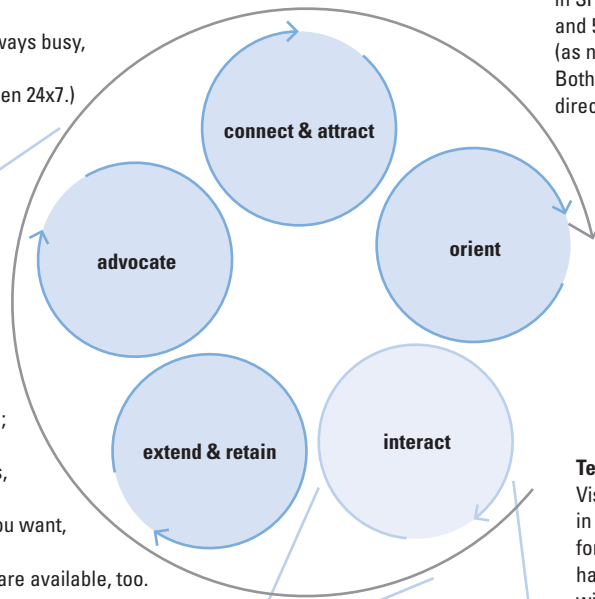 and 5
(as n
Both
direc
ways busy,
en 24x7.)
connect & attract
orient
advocate
interact
extend & retain
;
s,
ou want,
are available, too.
Te
Vis
in
for
ha